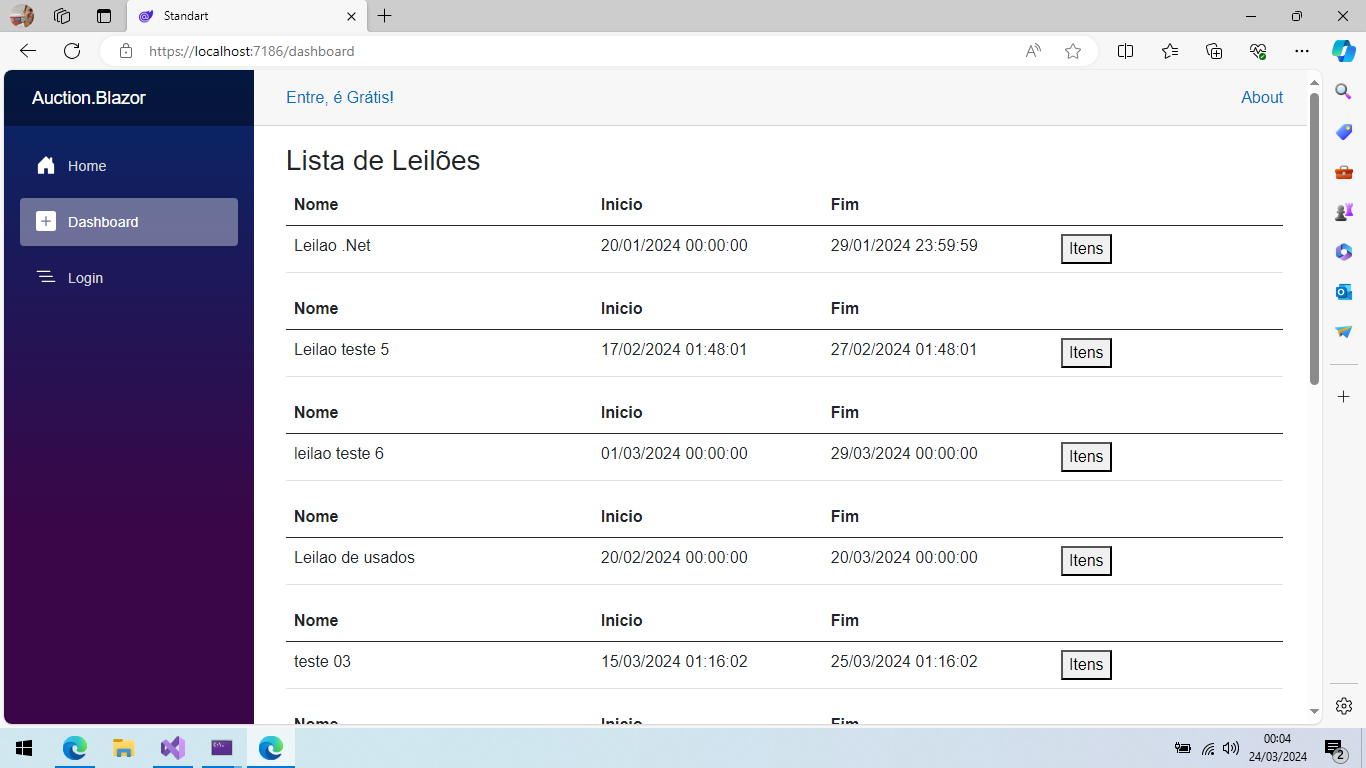 Standart
https://localhost:7186/dashboard
Auction.Blazor
Entre, é Grátis!
About
Home
Dashboard
Login
Lista de Leilões
Nome Inicio Fim
Leilao .Net 20/01/2024 00:00:00 29/01/2024 23:59:59 Itens
Nome Inicio Fim
Leilao teste 5 17/02/2024 01:48:01 27/02/2024 01:48:01 Itens
Nome Inicio Fim
leilao teste 6 01/03/2024 00:00:00 29/03/2024 00:00:00 Itens
Nome Inicio Fim
Leilao de usados 20/02/2024 00:00:00 20/03/2024 00:00:00 Itens
Nome Inicio Fim
teste 03 15/03/2024 01:16:02 25/03/2024 01:16:02 Itens
Nome Inicio Fim
00:04
24/03/2024
2